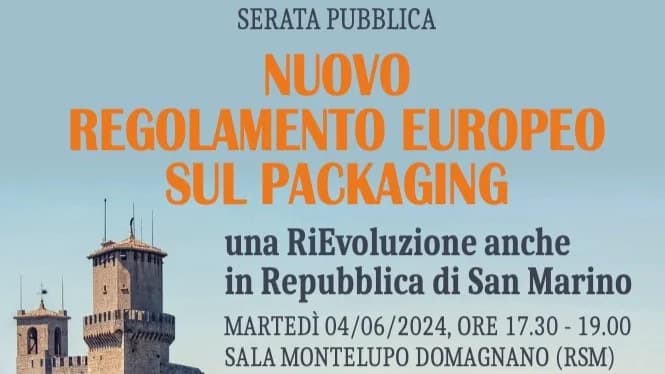 SERATA PUBBLICA
NUOVO
REGOLAMENTO EUROPEO
SUL PACKAGING
una RiEvoluzione anche
in Repubblica di San Marino
MARTEDÌ 04/06/2024, ORE 17.30 - 19.00
SALA MONTELUPO DOMAGNANO (RSM)